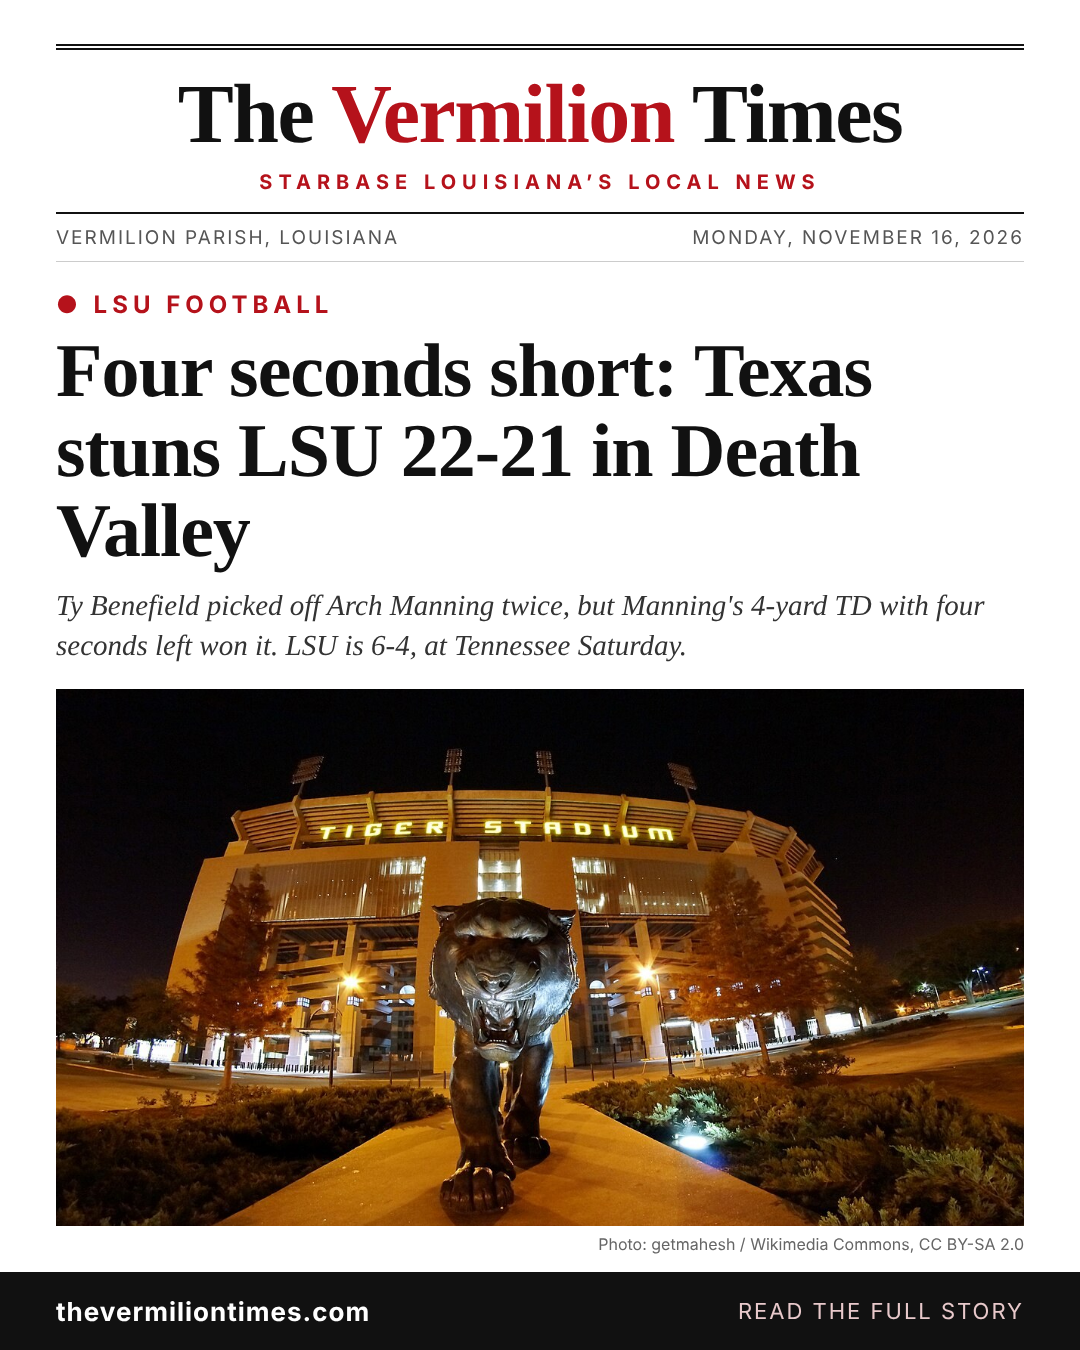 The Vermilion Times
STARBASE LOUISIANA’S LOCAL NEWS
VERMILION PARISH, LOUISIANA
MONDAY, NOVEMBER 16, 2026
LSU FOOTBALL
Four seconds short: Texas
stuns LSU 22-21 in Death
Valley
Ty Benefield picked off Arch Manning twice, but Manning's 4-yard TD with four
seconds left won it. LSU is 6-4, at Tennessee Saturday.
TIGER STADIUM
Photo: getmahesh / Wikimedia Commons, CC BY-SA 2.0
thevermiliontimes.com
READ THE FULL STORY